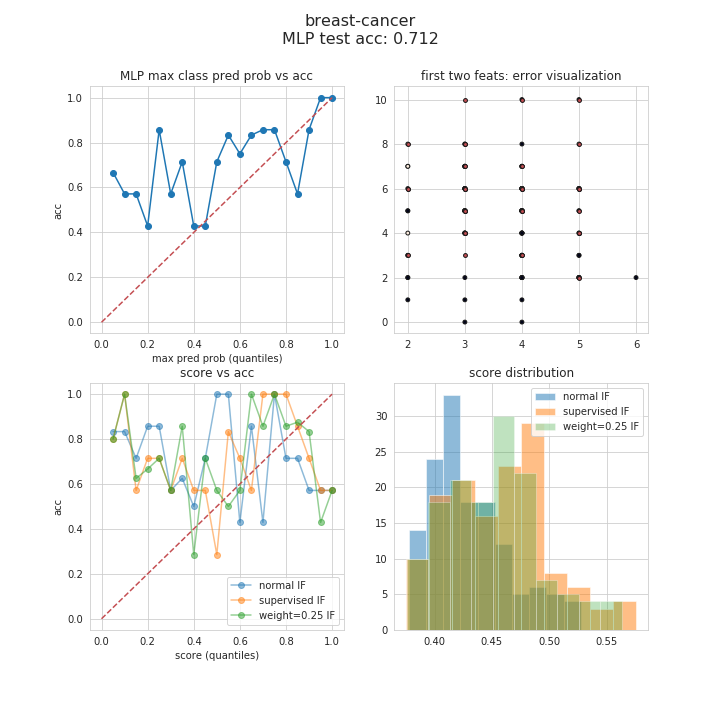 breast-cancer
MLP test acc: 0.712
MLP max class pred prob vs acc
1.0
0.8
0.6
0.4
0.2
0.0
acc
0.0 0.2 0.4 0.6 0.8 1.0
max pred prob (quantiles)
first two feats: error visualization
10
8
6
4
2
0
2 3 4 5 6
score vs acc
1.0
0.8
0.6
0.4
0.2
0.0
acc
normal IF
supervised IF
weight=0.25 IF
0.0 0.2 0.4 0.6 0.8 1.0
score (quantiles)
score distribution
30
25
20
15
10
5
0
normal IF
supervised IF
weight=0.25 IF
0.40 0.45 0.50 0.55